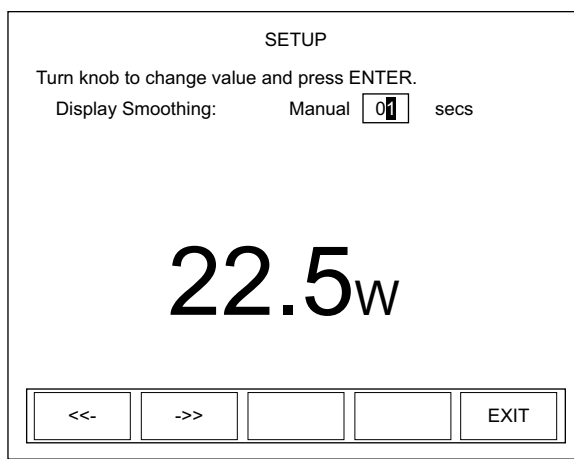 SETUP
Turn knob to change value and press ENTER.
Display Smoothing: Manual 01 secs
22.5W
<<- ->> EXIT